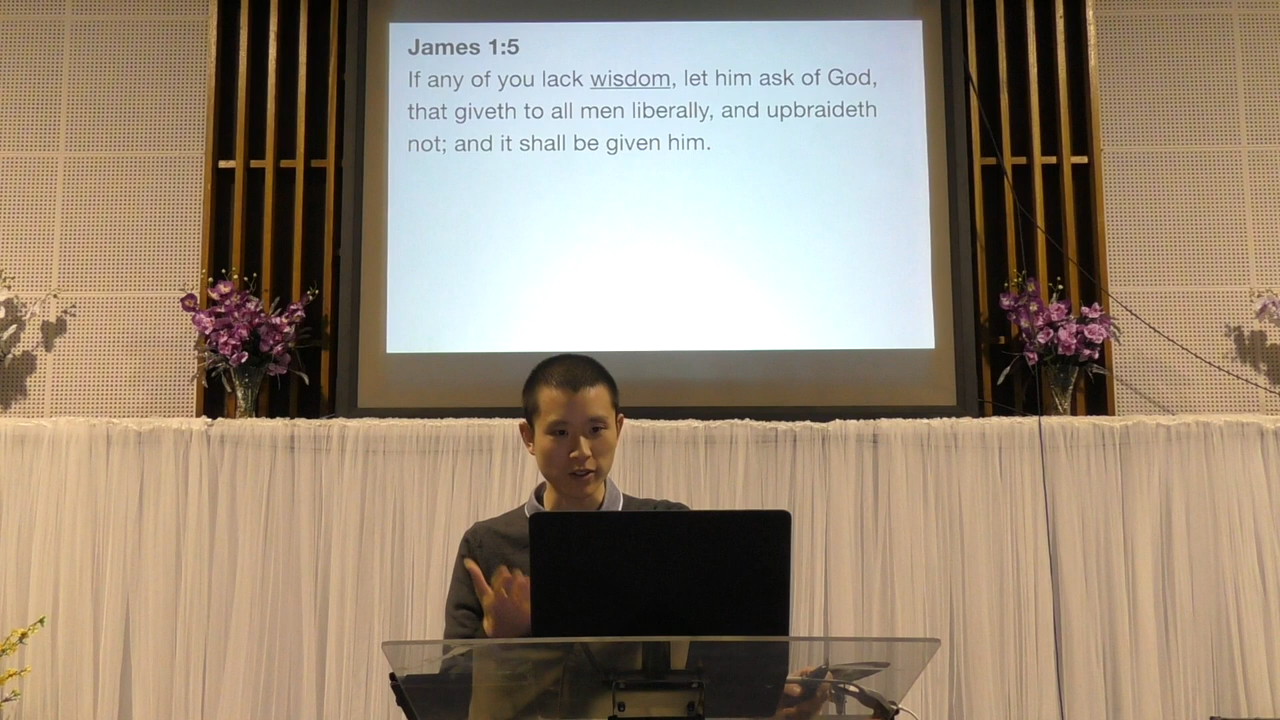 James 1:5
If any of you lack wisdom, let him ask of God,
that giveth to all men liberally, and upbraideth
not; and it shall be given him.